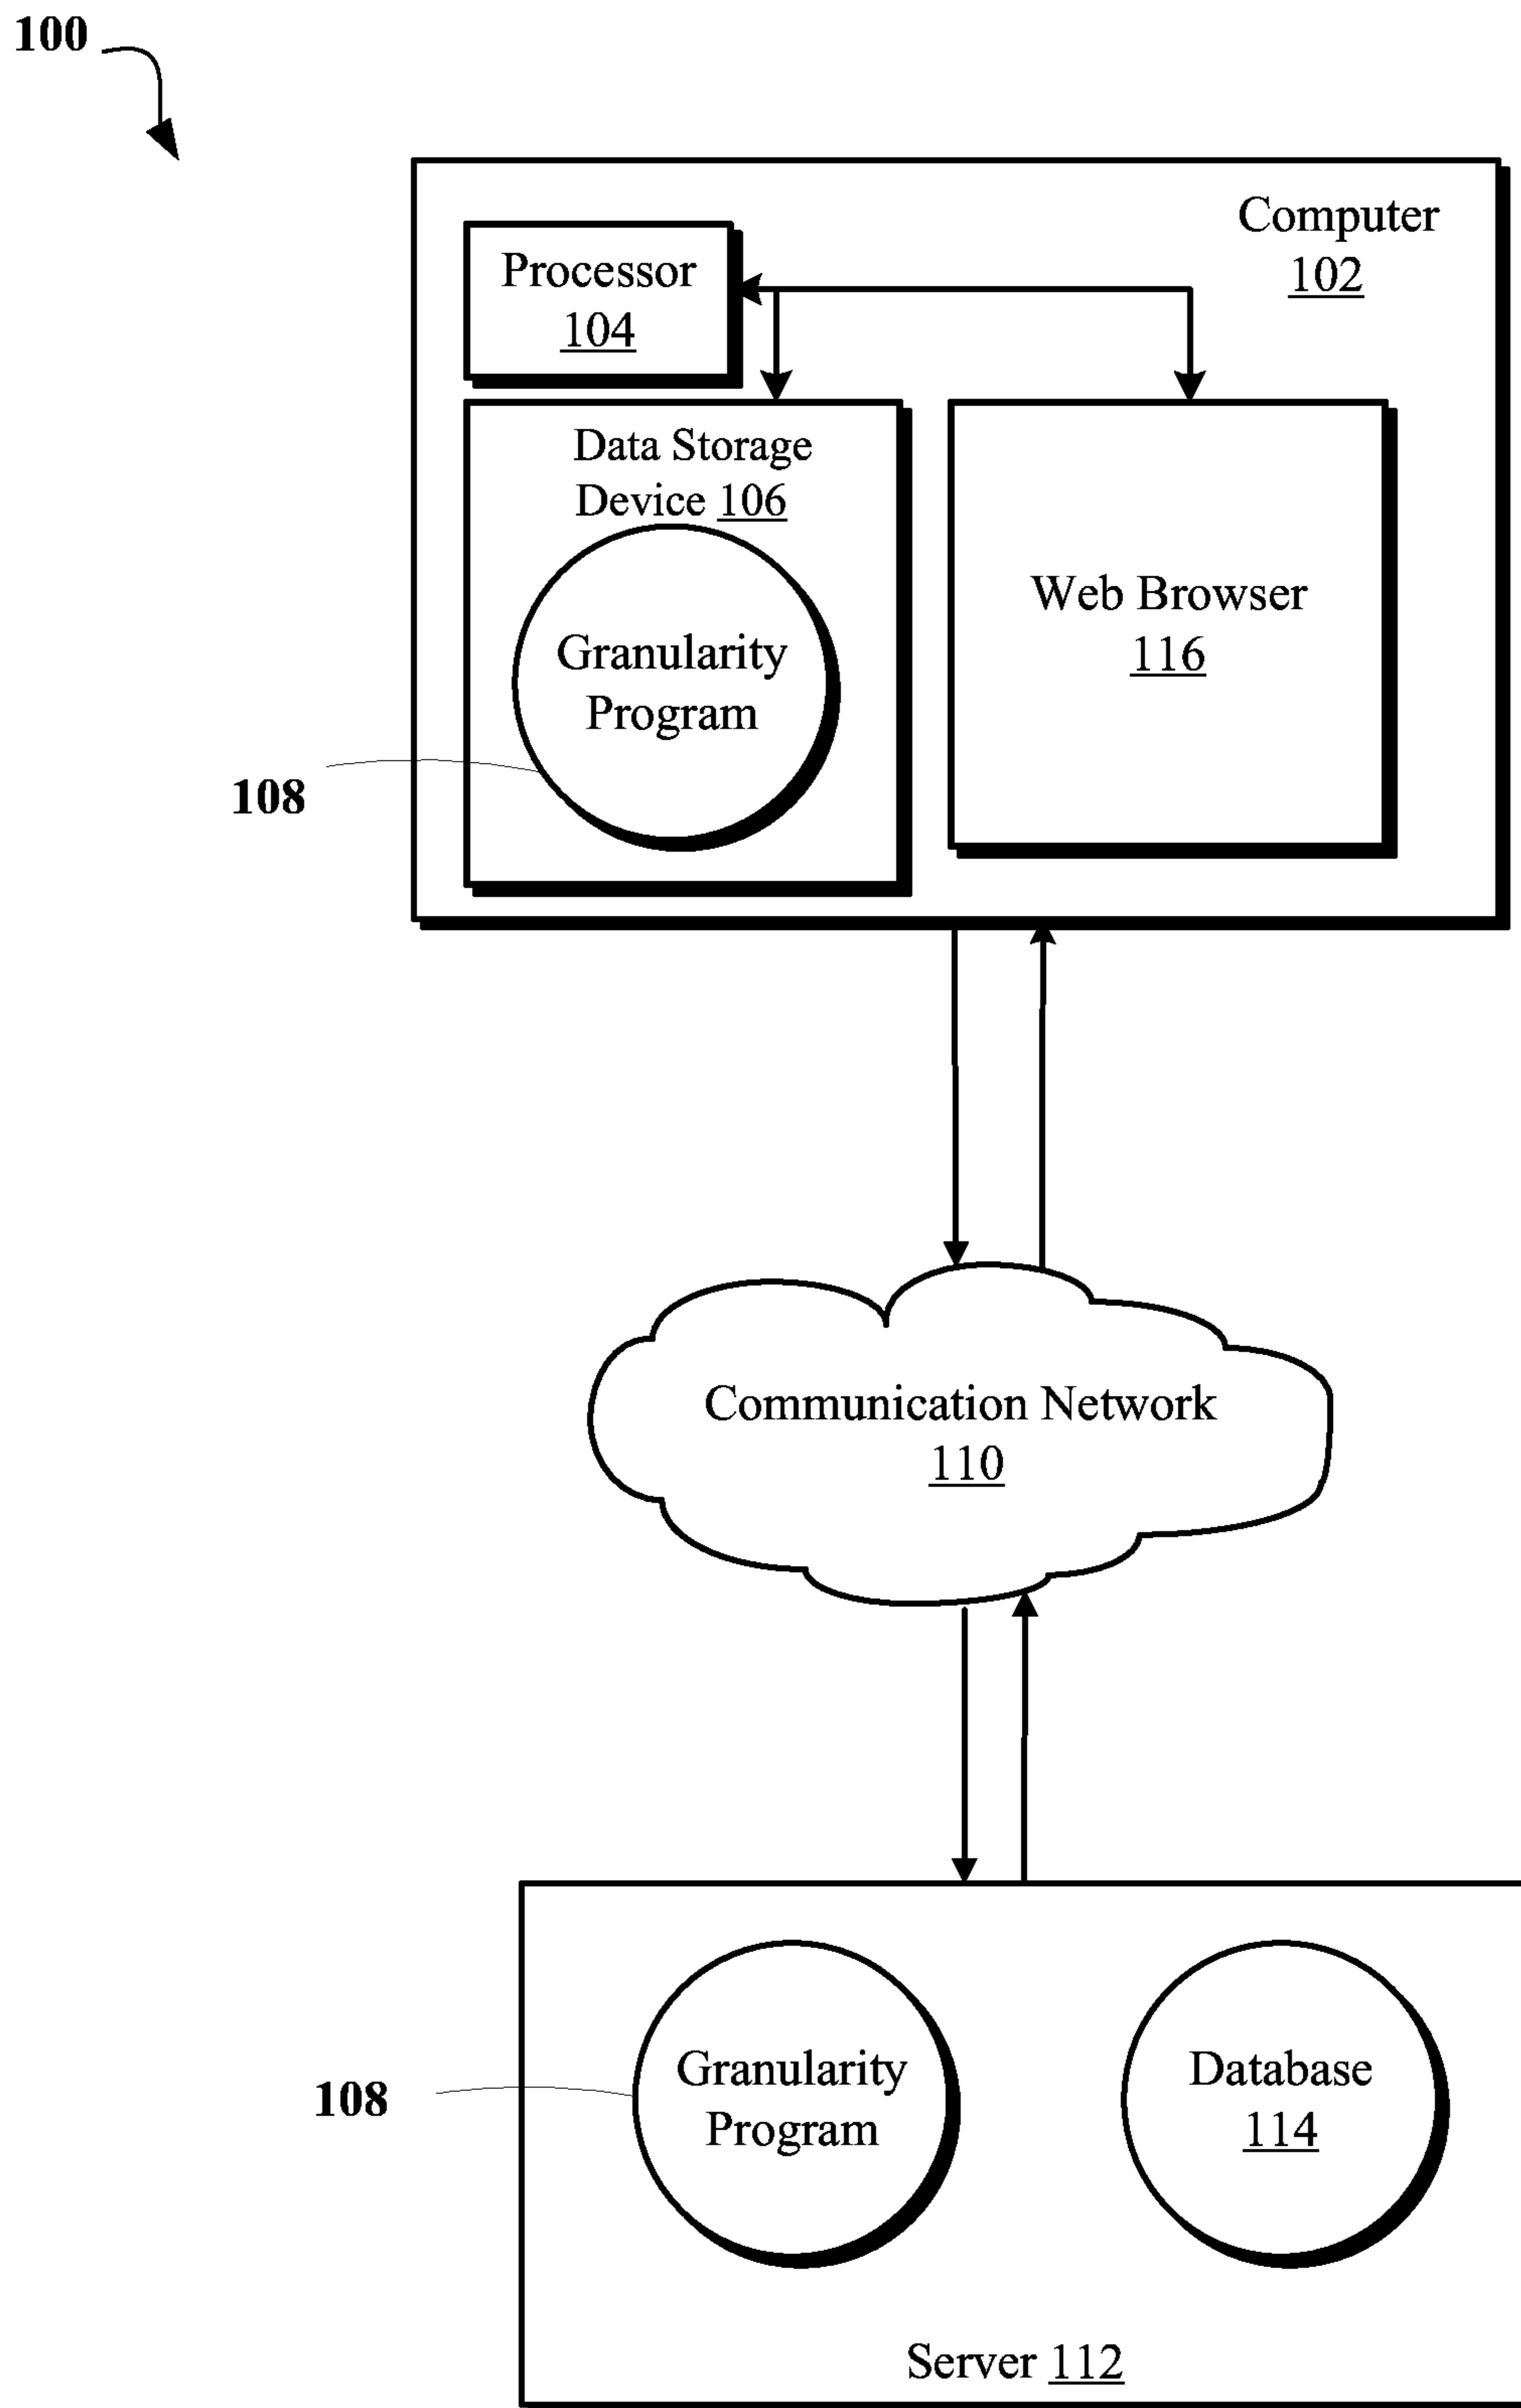 100
Computer
102
Processor
104
Data Storage
Device 106
Granularity
Program
108
Web Browser
116
Communication Network
110
Granularity
Program
108
Database
114
Server 112